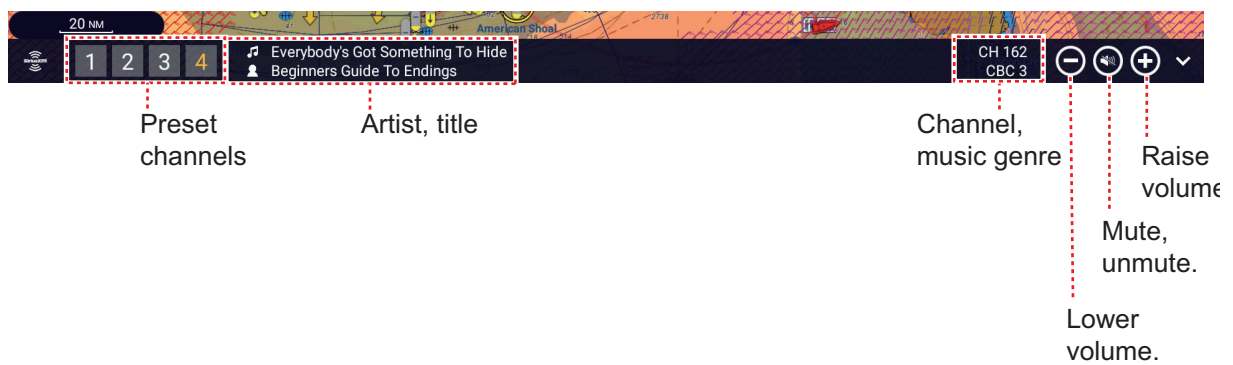 20 NM
2738
American Shoal
SiriusXM
1 2 3 4
Everybody's Got Something To Hide
Beginners Guide To Endings
CH 162
CBC 3
Preset
channels
Artist, title
Channel,
music genre
Raise
volume
Mute,
unmute.
Lower
volume.